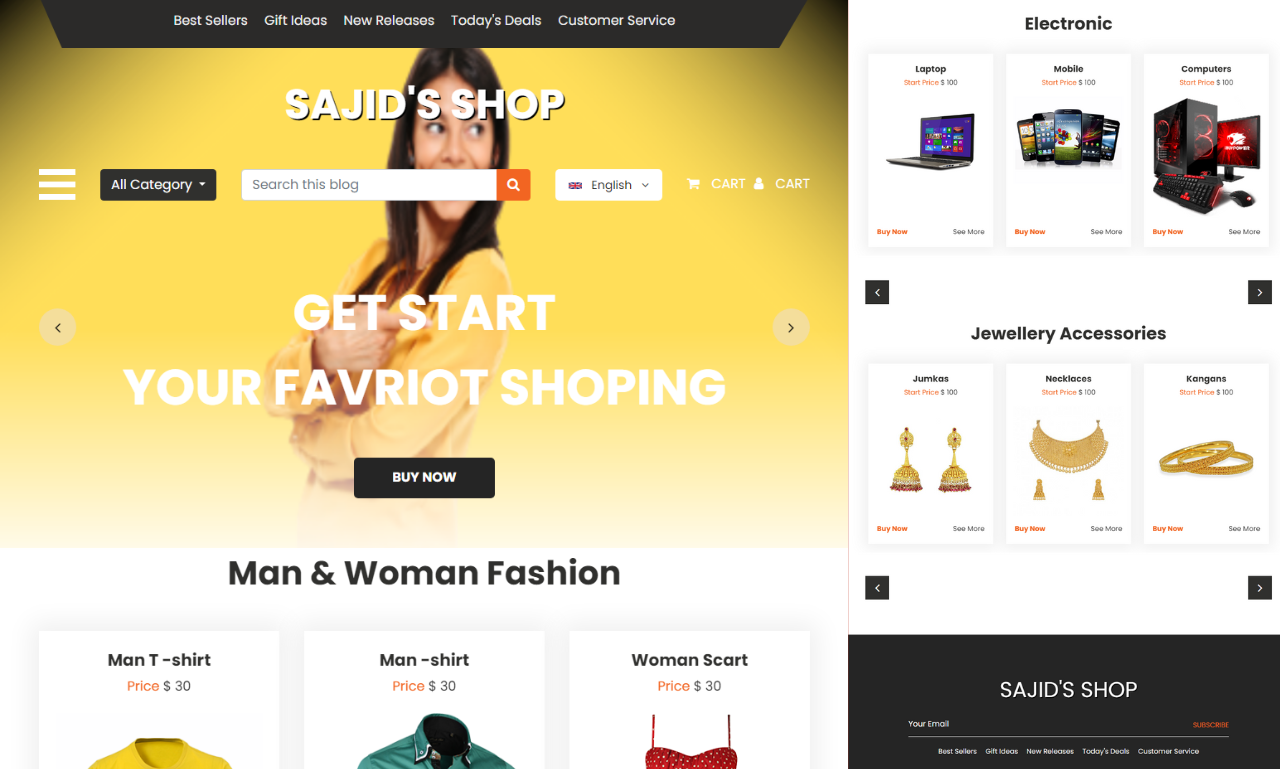 Best Sellers Gift Ideas New Releases Today's Deals Customer Service
SAJID'S SHOP
All Category
Search this blog
English
CART
CART
GET START
YOUR FAVRIOT SHOPING
BUY NOW
Man & Woman Fashion
Man T -shirt
Price $ 30
Man -shirt
Price $ 30
Woman Scart
Price $ 30
Electronic
Laptop
Start Price $ 100
Buy Now See More
Mobile
Start Price $ 100
Buy Now See More
Computers
Start Price $ 100
Buy Now See More
Jewellery Accessories
Jumkas
Start Price $ 100
Buy Now See More
Necklaces
Start Price $ 100
Buy Now See More
Kangans
Start Price $ 100
Buy Now See More
SAJID'S SHOP
Your Email SUBSCRIBE
Best Sellers Gift Ideas New Releases Today's Deals Customer Service